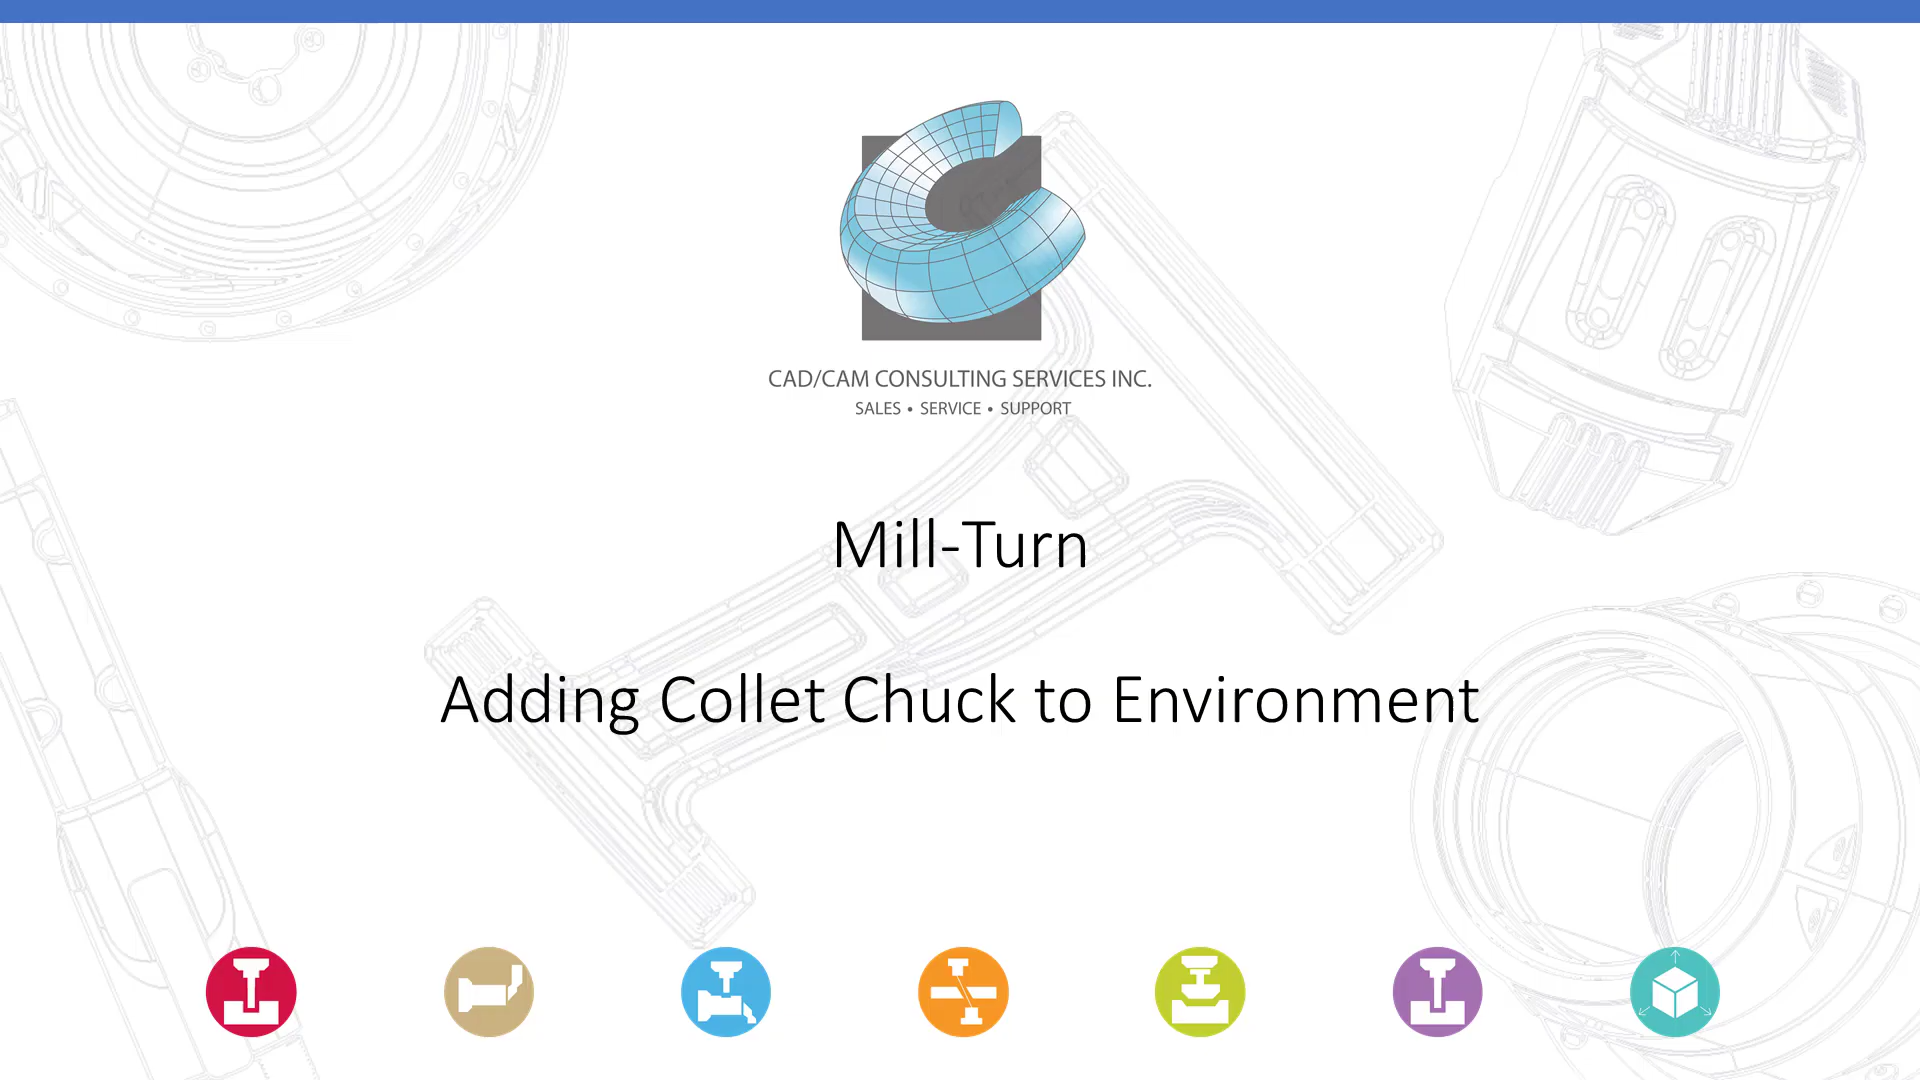 CAD/CAM CONSULTING SERVICES INC.
SALES • SERVICE • SUPPORT
Mill-Turn
Adding Collet Chuck to Environment